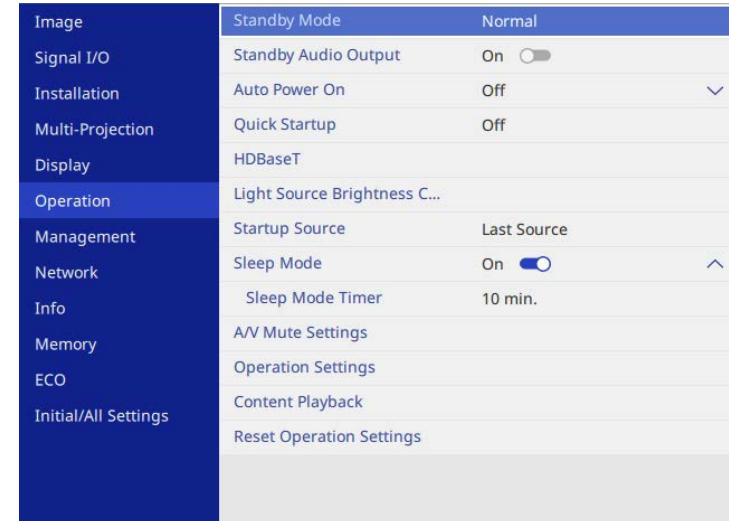 Image
Signal I/O
Installation
Multi-Projection
Display
Operation
Management
Network
Info
Memory
ECO
Initial/All Settings
Standby Mode Normal
Standby Audio Output On
Auto Power On Off
Quick Startup Off
HDBaseT
Light Source Brightness C...
Startup Source Last Source
Sleep Mode On
Sleep Mode Timer 10 min.
A/V Mute Settings
Operation Settings
Content Playback
Reset Operation Settings